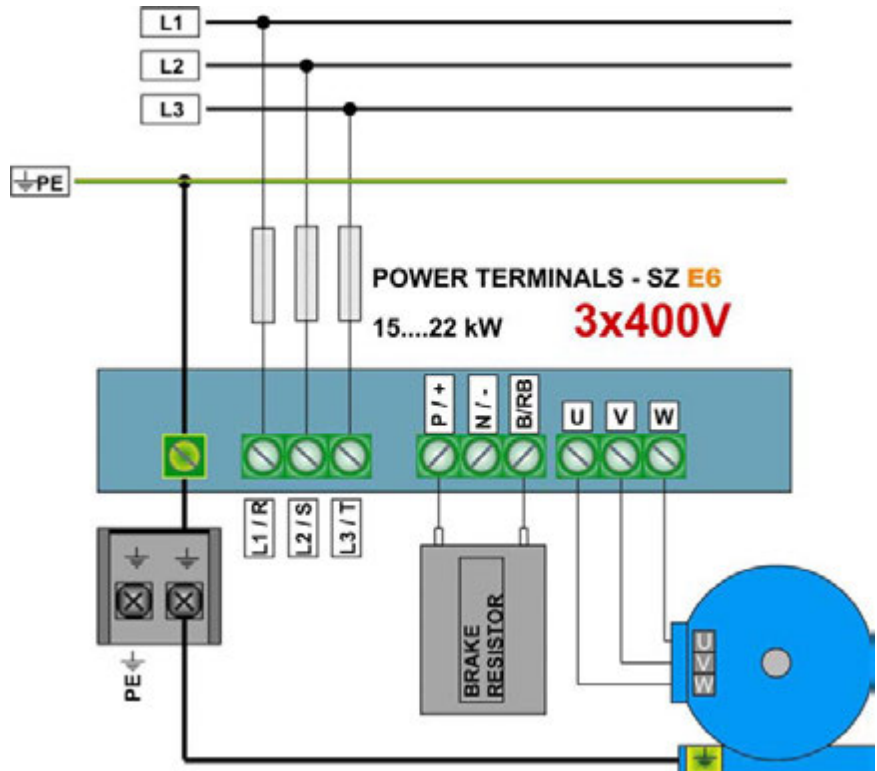 L1
L2
L3
PE
POWER TERMINALS - SZ E6
15....22 kW 3x400V
P / +
N / -
B/RB
U
V
W
L1 / R
L2 / S
L3 / T
BRAKE
RESISTOR
PE
U
V
W